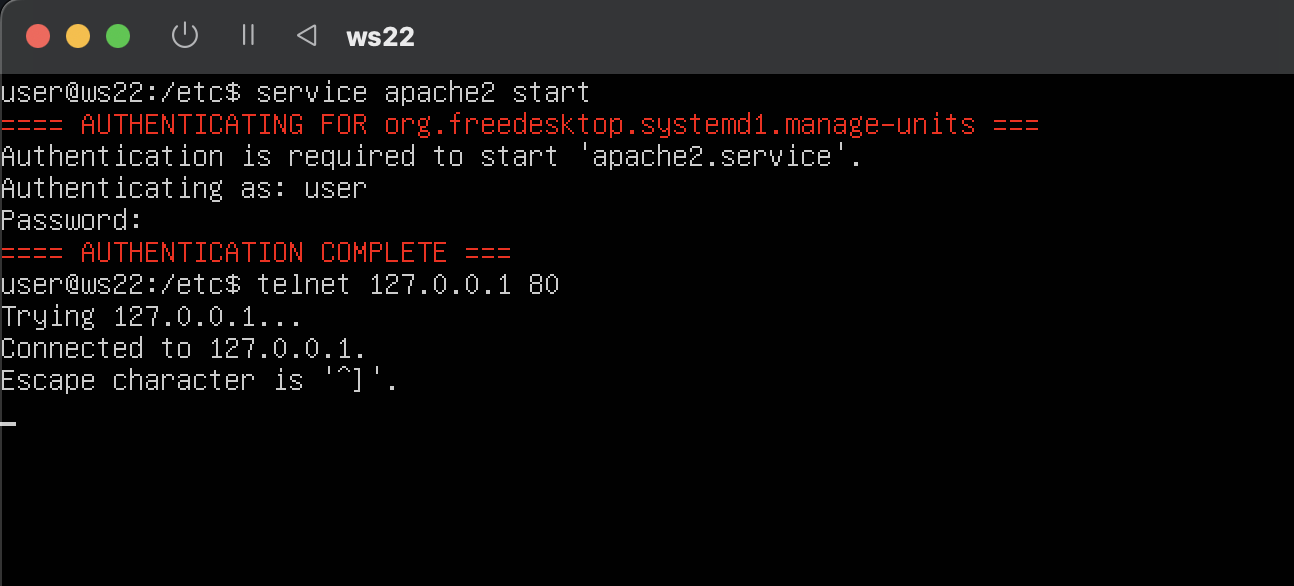 ws22
user@ws22:/etc$ service apache2 start
==== AUTHENTICATING FOR org.freedesktop.systemd1.manage-units ===
Authentication is required to start 'apache2.service'.
Authenticating as: user
Password:
==== AUTHENTICATION COMPLETE ===
user@ws22:/etc$ telnet 127.0.0.1 80
Trying 127.0.0.1...
Connected to 127.0.0.1.
Escape character is '^]'.